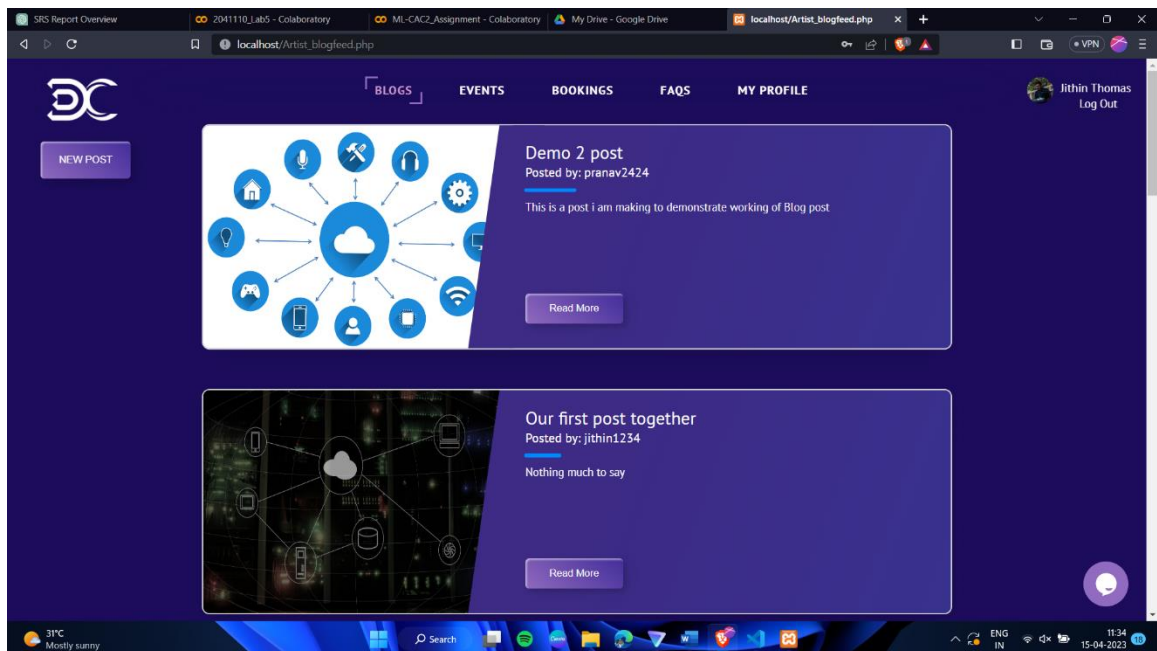 SRS Report Overview
2041110_Lab5 - Colaboratory
ML-CAC2_Assignment - Colaboratory
My Drive - Google Drive
localhost/Artist_blogfeed.php
localhost/Artist_blogfeed.php
VPN
BLOGS EVENTS BOOKINGS FAQS MY PROFILE
Jithin Thomas
Log Out
NEW POST
Demo 2 post
Posted by: pranav2424
This is a post i am making to demonstrate working of Blog post
Read More
Our first post together
Posted by: jithin1234
Nothing much to say
Read More
31°C
Mostly sunny
Search
ENG
IN
11:34
15-04-2023
18